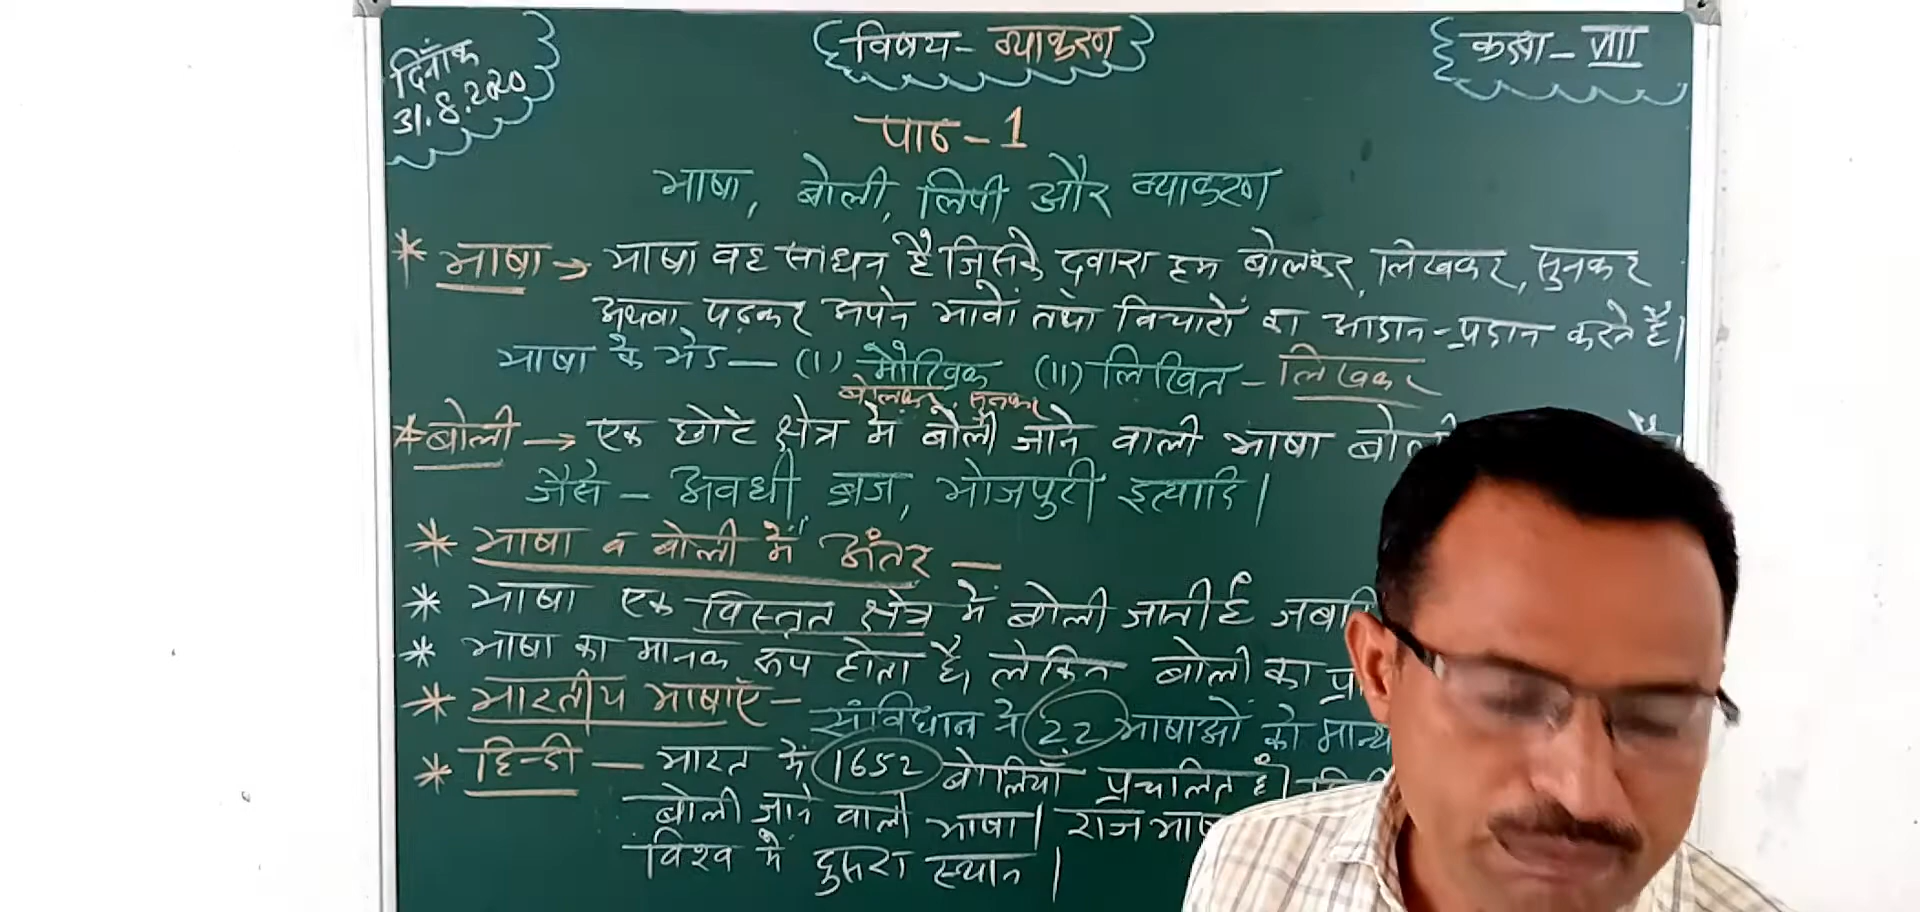 दिनाँक
31.8.2020
विषय - व्याकरण
कक्षा - VIII
पाठ - 1
भाषा, बोली, लिपी और व्याकरण
* भाषा → भाषा वह साधन है जिसके द्वारा हम बोलकर, लिखकर, सुनकर
अथवा पढ़कर अपने भावों तथा विचारों का आदान-प्रदान करते हैं।
भाषा के भेद — (I) मौखिक (II) लिखित - लिखकर
बोलकर, सुनकर
* बोली → एक छोटे क्षेत्र में बोली जाने वाली भाषा
जैसे - अवधी, ब्रज, भोजपुरी इत्यादि।
* भाषा व बोली में अंतर —
* भाषा एक विस्तृत क्षेत्र में बोली जाती है
* भाषा का मानक रूप होता है, लेकिन बोली का
* भारतीय भाषाएँ - संविधान में 22 भाषाओं को
* हिन्दी — भारत में 1652 बोलियाँ प्रचलित हैं।
बोली जाने वाली भाषा।
विश्व में दुसरा स्थान।